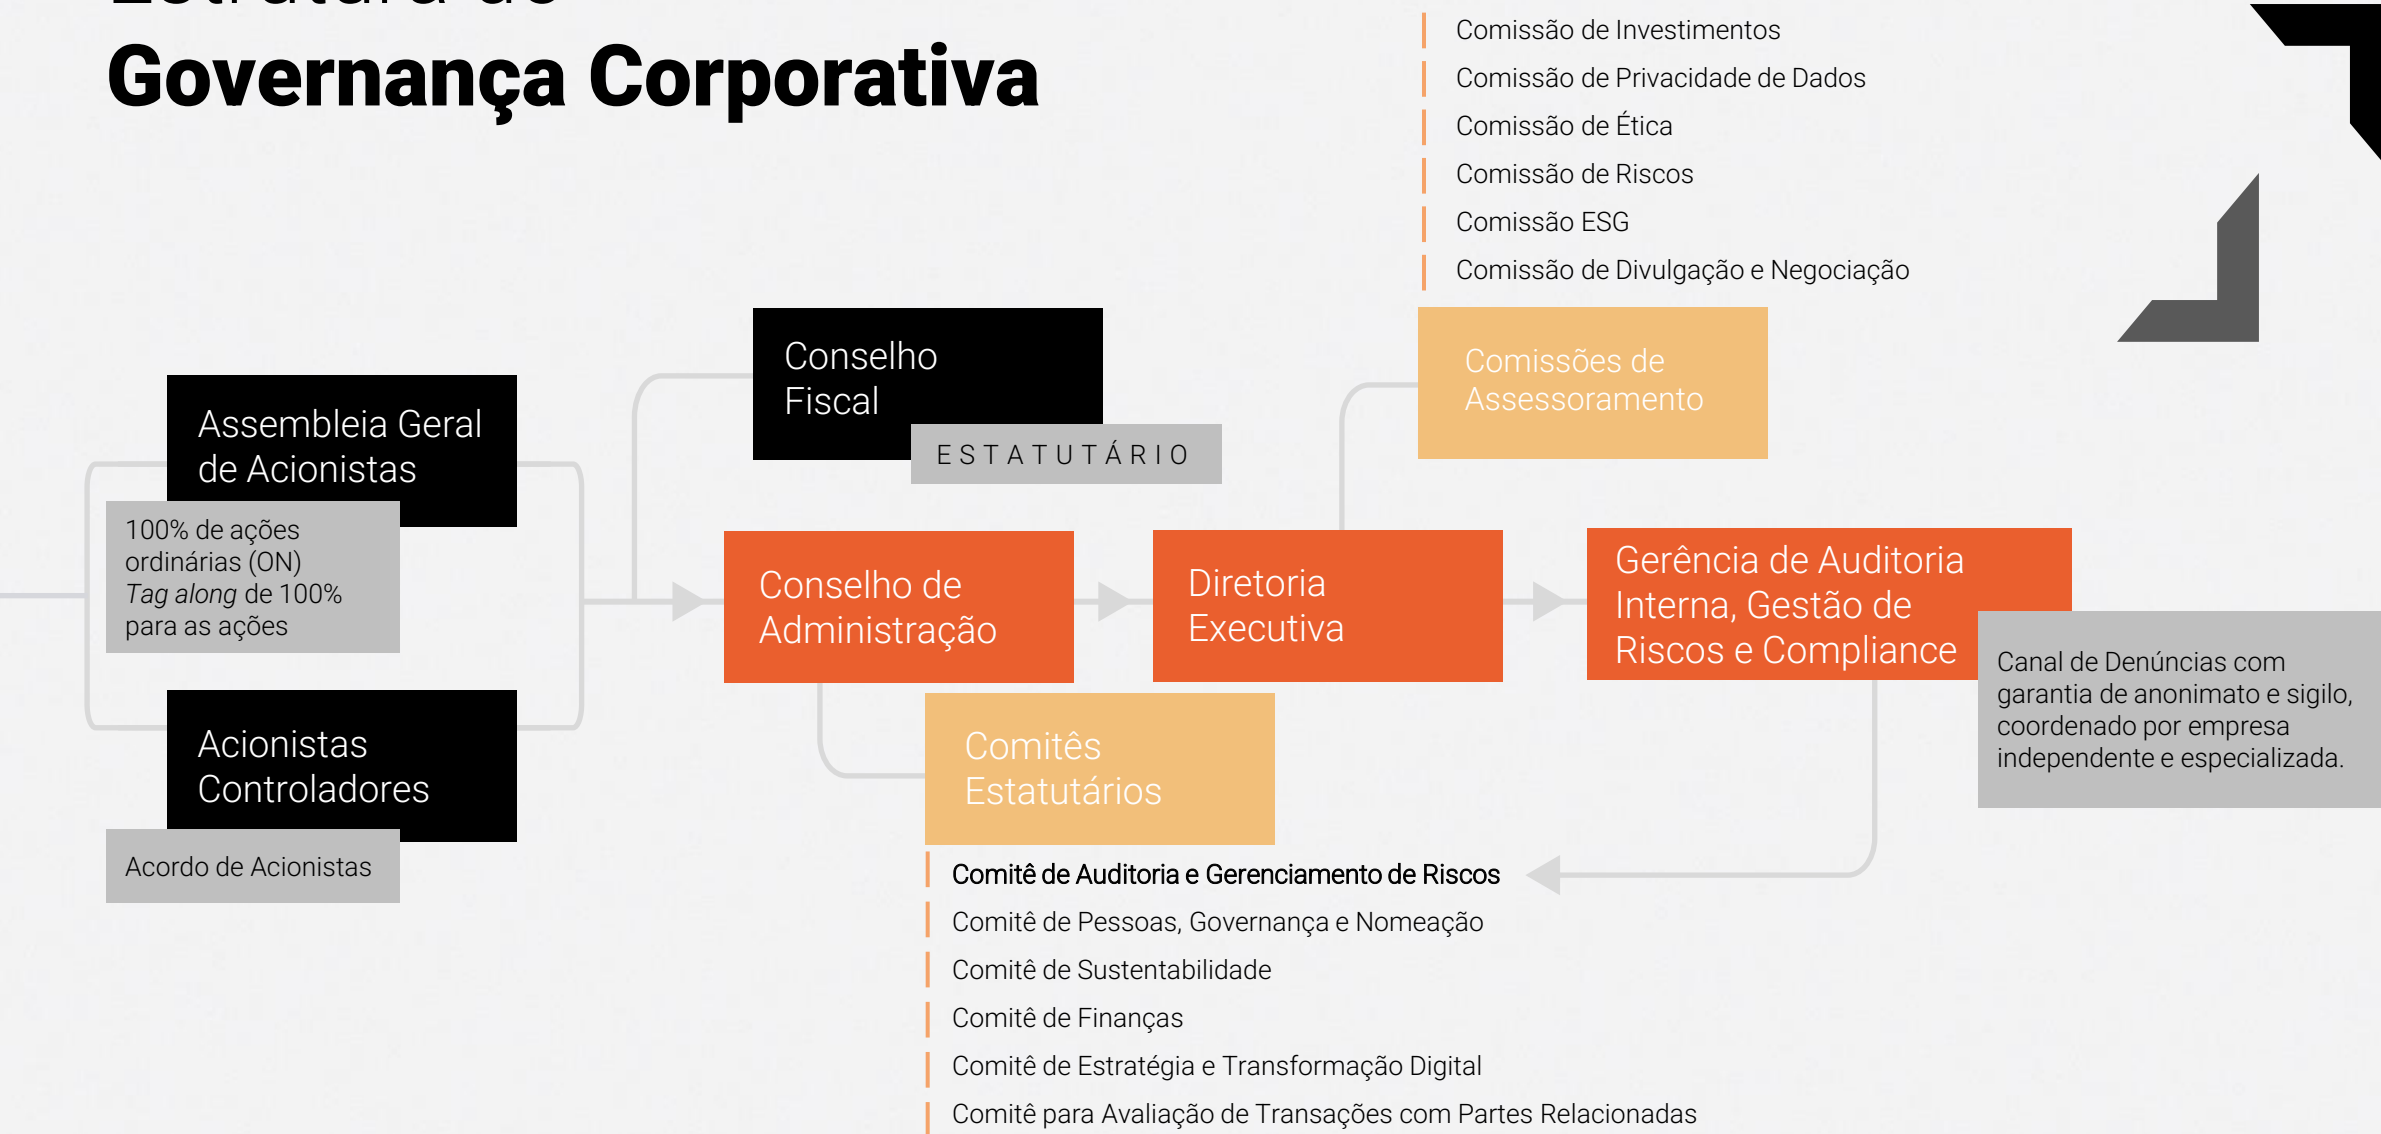 Estrutura de
Governança Corporativa
Comissão de Investimentos
Comissão de Privacidade de Dados
Comissão de Ética
Comissão de Riscos
Comissão ESG
Comissão de Divulgação e Negociação
Comissões de
Assessoramento
Conselho
Fiscal
ESTATUTÁRIO
Assembleia Geral
de Acionistas
100% de ações
ordinárias (ON)
Tag along de 100%
para as ações
Acionistas
Controladores
Acordo de Acionistas
Conselho de
Administração
Diretoria
Executiva
Gerência de Auditoria
Interna, Gestão de
Riscos e Compliance
Canal de Denúncias com
garantia de anonimato e sigilo,
coordenado por empresa
independente e especializada.
Comitês
Estatutários
Comitê de Auditoria e Gerenciamento de Riscos
Comitê de Pessoas, Governança e Nomeação
Comitê de Sustentabilidade
Comitê de Finanças
Comitê de Estratégia e Transformação Digital
Comitê para Avaliação de Transações com Partes Relacionadas